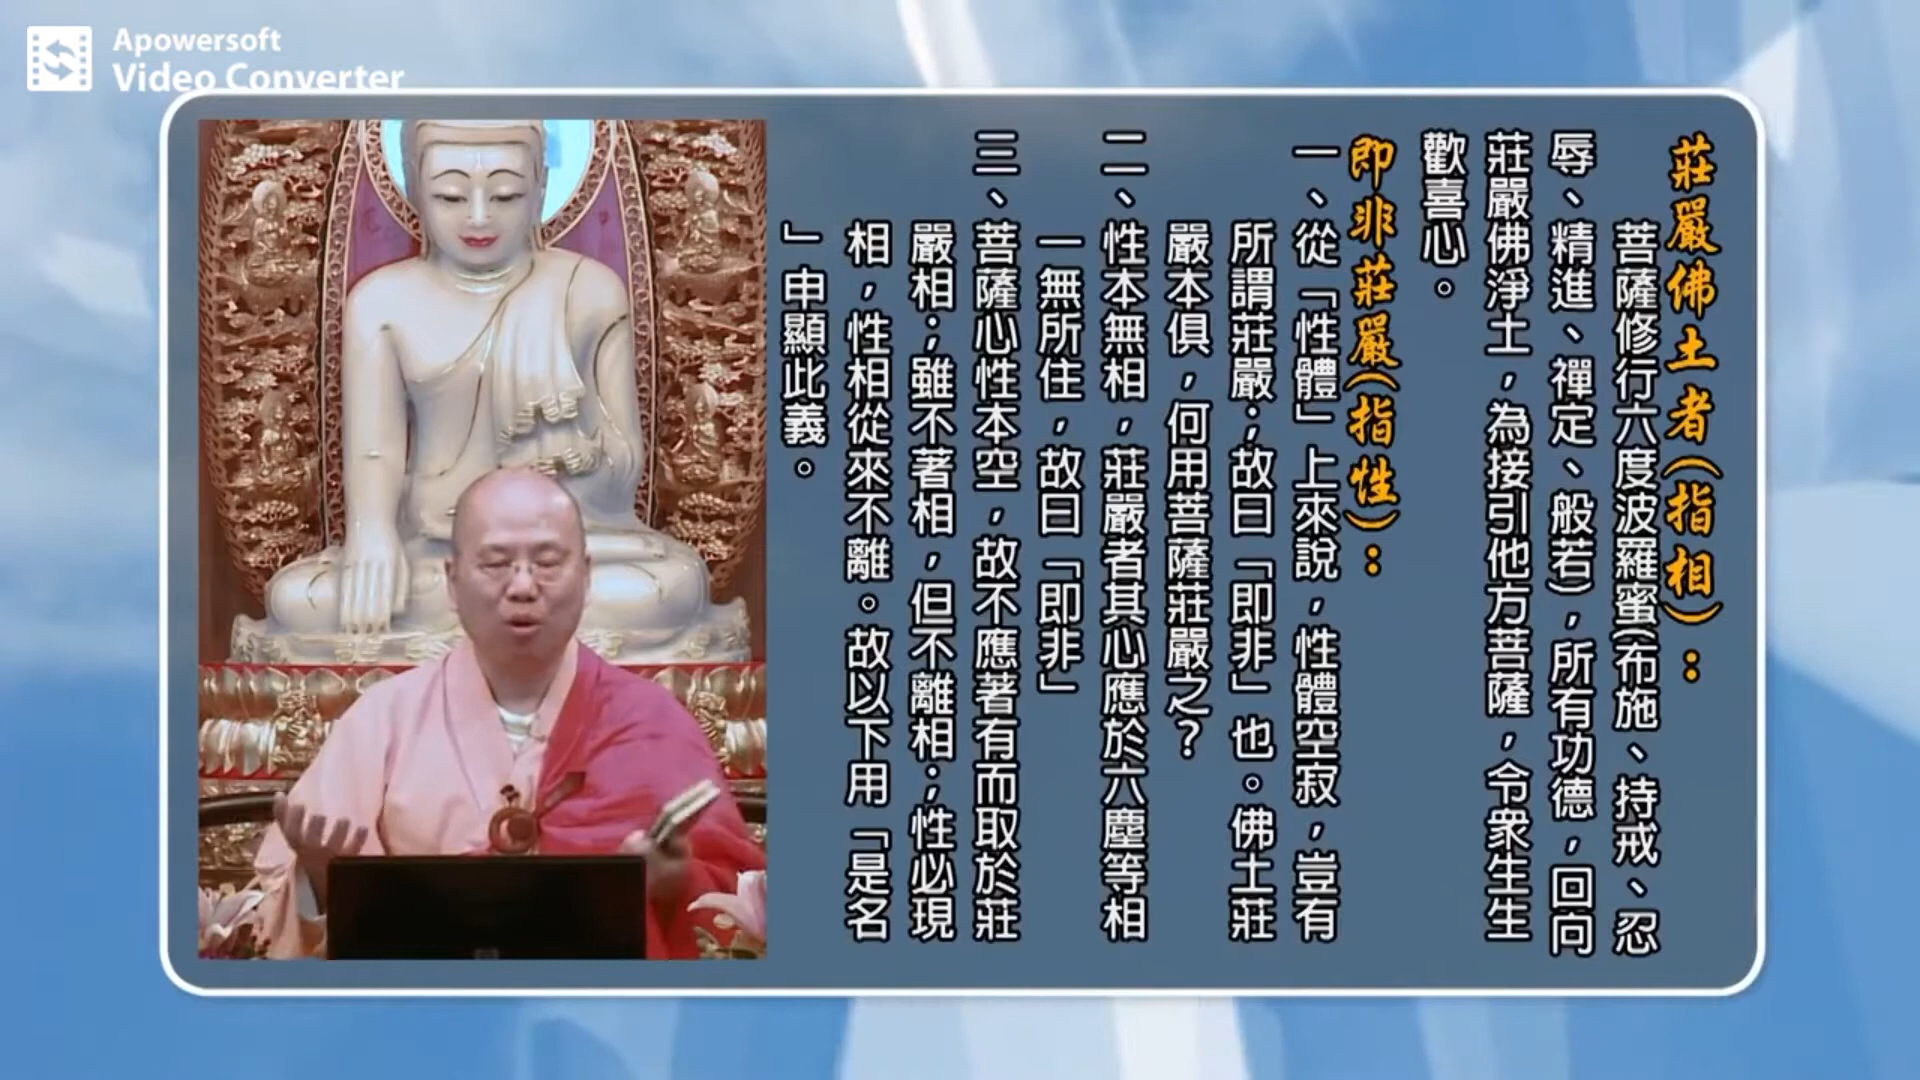 Apowersoft
Video Converter
莊嚴佛土者(指相)：
菩薩修行六度波羅蜜(布施、持戒、忍
辱、精進、禪定、般若)，所有功德，回向
莊嚴佛淨土，為接引他方菩薩，令眾生生
歡喜心。
即非莊嚴(指性)：
一、從「性體」上來說，性體空寂，豈有
所謂莊嚴；故曰「即非」也。佛土莊
嚴本俱，何用菩薩莊嚴之？
二、性本無相，莊嚴者其心應於六塵等相
一無所住，故曰「即非」
三、菩薩心性本空，故不應著有而取於莊
嚴相；雖不著相，但不離相；性必現
相，性相從來不離。故以下用「是名
」申顯此義。